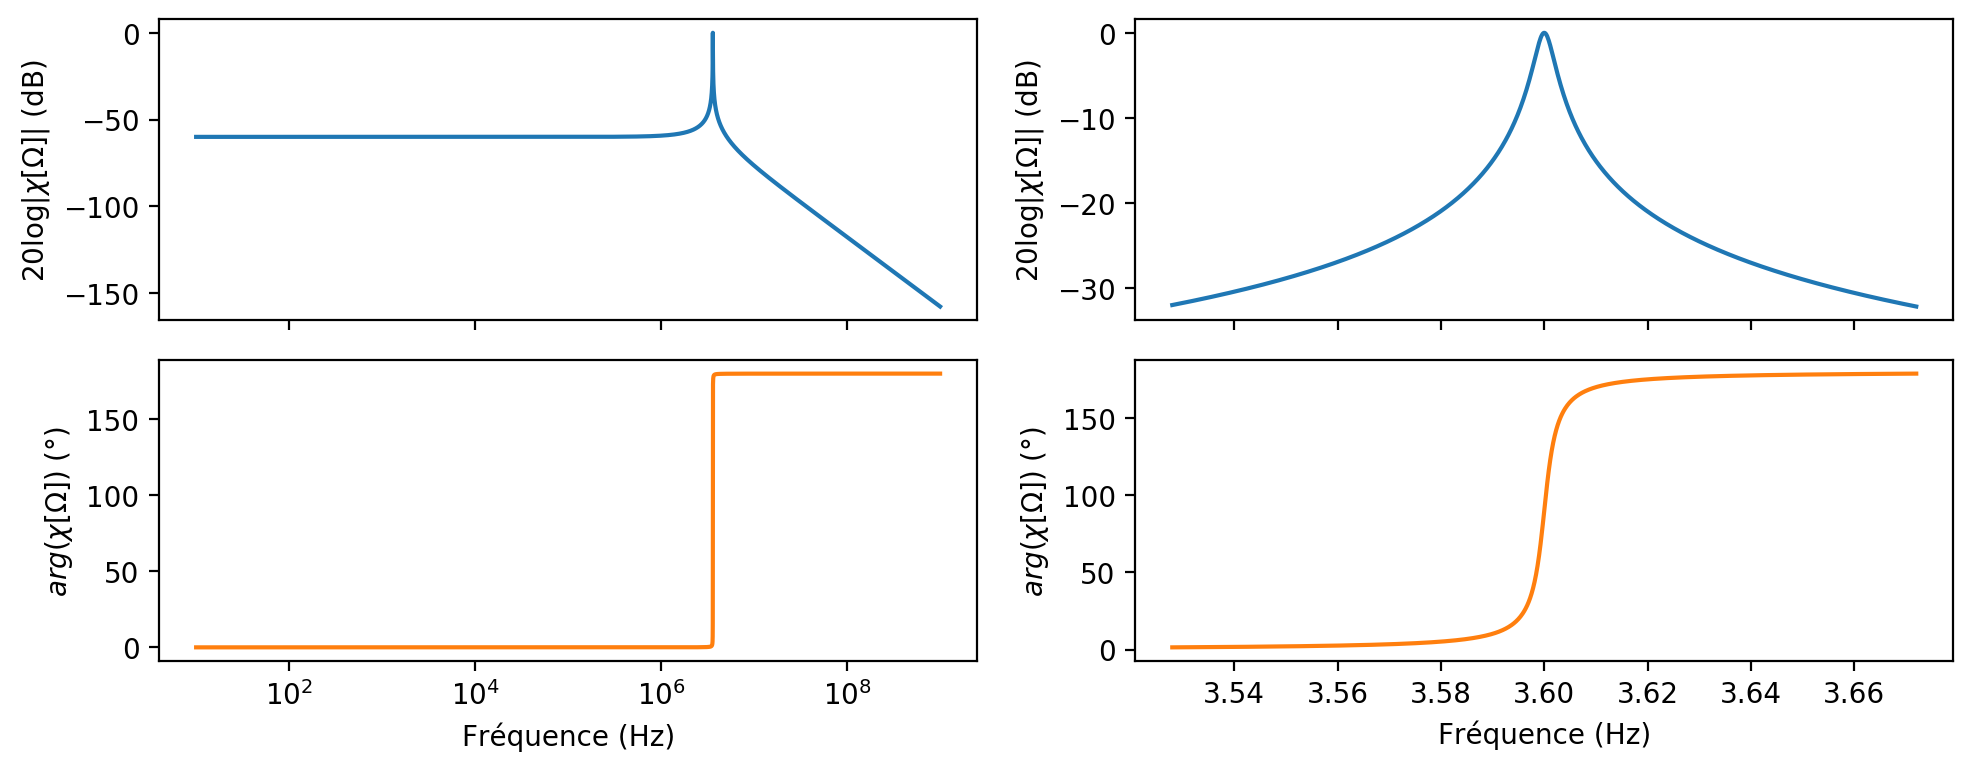 20log|χ[Ω]| (dB)
0
−50
−100
−150
20log|χ[Ω]| (dB)
0
−10
−20
−30
arg(χ[Ω]) (°)
150
100
50
0
10² 10⁴ 10⁶ 10⁸
Fréquence (Hz)
arg(χ[Ω]) (°)
150
100
50
0
3.54 3.56 3.58 3.60 3.62 3.64 3.66
Fréquence (Hz)